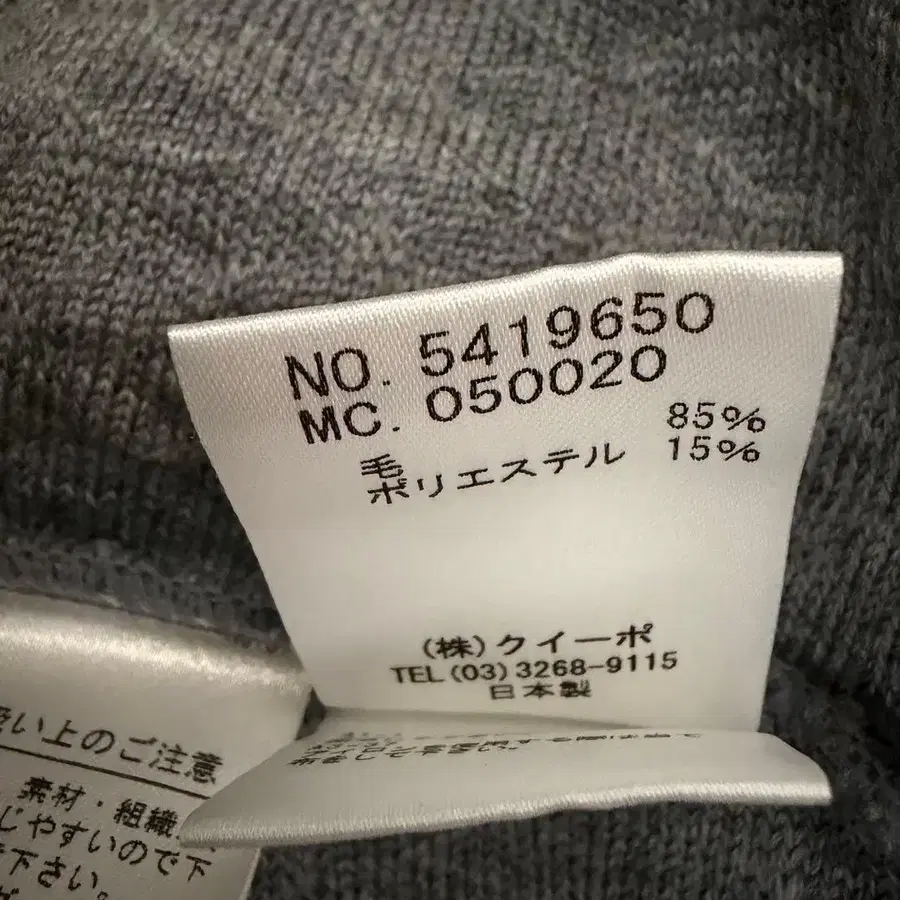 NO. 5419650
MC. 050020
毛 85%
ポリエステル 15%
(株)クイーポ
TEL(03)3268-9115
日本製
い上のご注意
素材・組織
じやすいので下
下さい。